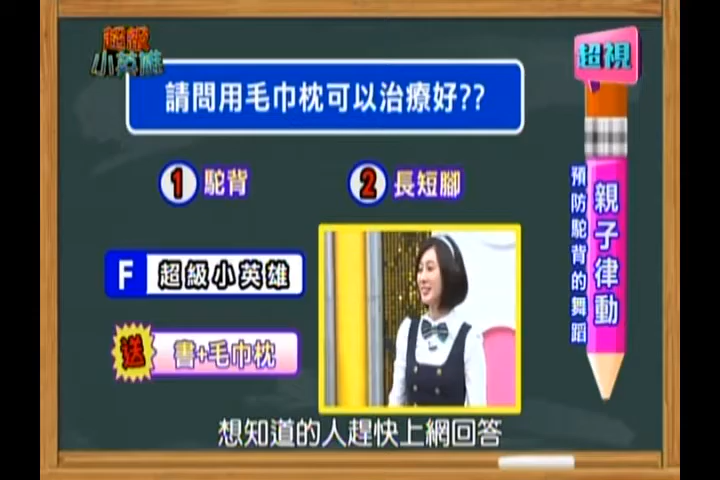 超級
小英雄
超視
請問用毛巾枕可以治療好??
1 駝背
2 長短腳
F 超級小英雄
送 書+毛巾枕
親子律動
預防駝背的舞蹈
想知道的人趕快上網回答